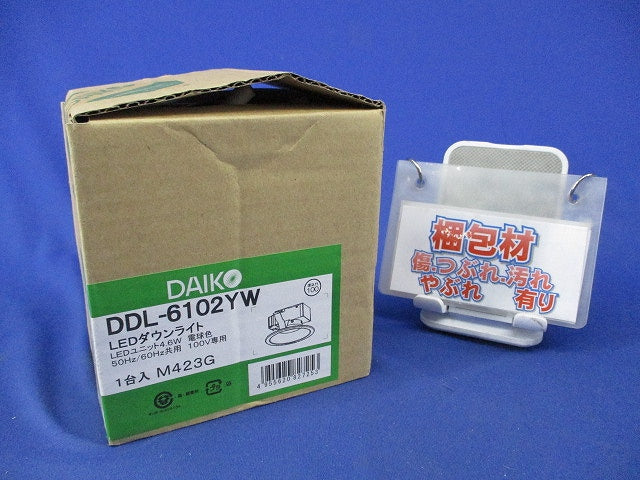 DAIKO
DDL-6102YW
LEDダウンライト
LEDユニット4.6W 電球色
50Hz/60Hz共用 100V専用
1台入 M423G
100
梱包材
傷.つぶれ.汚れ
やぶれ 有り